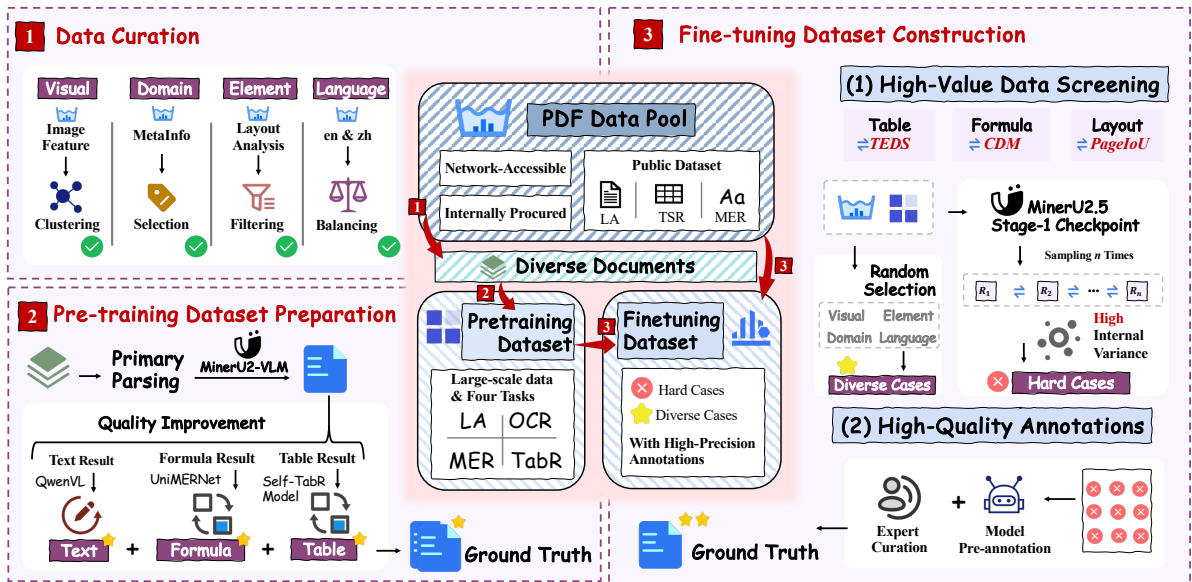 1 Data Curation
Visual
Domain
Element
Language
Image
Feature
MetaInfo
Layout
Analysis
en & zh
Clustering
Selection
Filtering
Balancing
2 Pre-training Dataset Preparation
Primary
Parsing
MinerU2-VLM
Quality Improvement
Text Result
Formula Result
Table Result
QwenVL
UniMERNet
Self-TabR
Model
Text + Formula + Table
Ground Truth
PDF Data Pool
Network-Accessible
Internally Procured
Public Dataset
LA
TSR
Aa
MER
1
Diverse Documents
3
2
Pretraining
Dataset
3
Finetuning
Dataset
Large-scale data
& Four Tasks
LA OCR
MER TabR
Hard Cases
Diverse Cases
With High-Precision
Annotations
3 Fine-tuning Dataset Construction
(1) High-Value Data Screening
Table
⇌TEDS
Formula
⇌CDM
Layout
⇌PageIoU
MinerU2.5
Stage-1 Checkpoint
Sampling n Times
R1 ⇌ R2 ⇌ ... ⇌ Rn
High
Internal
Variance
Hard Cases
Random
Selection
Visual Element
Domain Language
Diverse Cases
(2) High-Quality Annotations
Expert
Curation
+
Model
Pre-annotation
Ground Truth